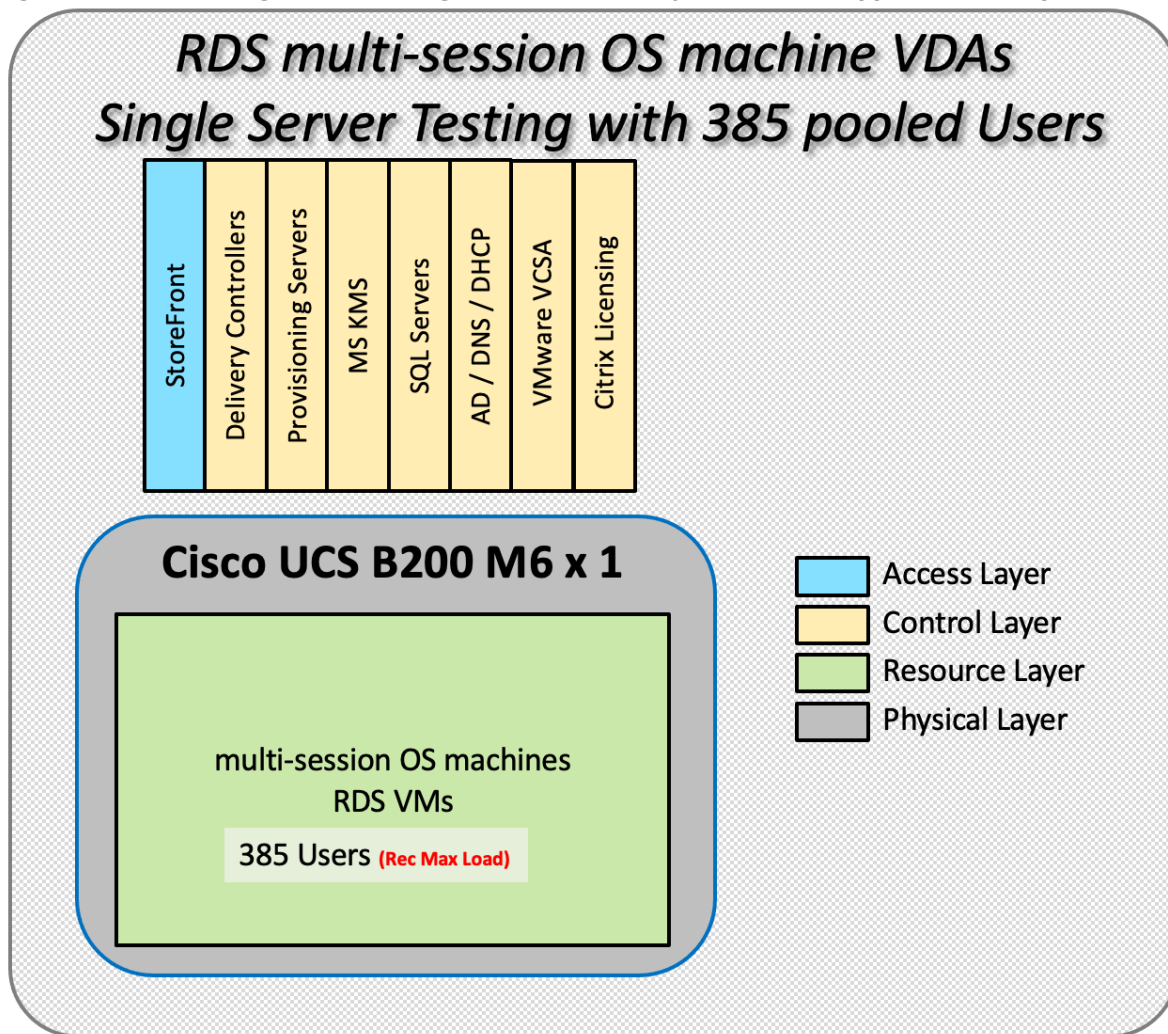 RDS multi-session OS machine VDAs
Single Server Testing with 385 pooled Users
StoreFront
Delivery Controllers
Provisioning Servers
MS KMS
SQL Servers
AD / DNS / DHCP
VMware VCSA
Citrix Licensing
Cisco UCS B200 M6 x 1
multi-session OS machines
RDS VMs
385 Users (Rec Max Load)
Access Layer
Control Layer
Resource Layer
Physical Layer